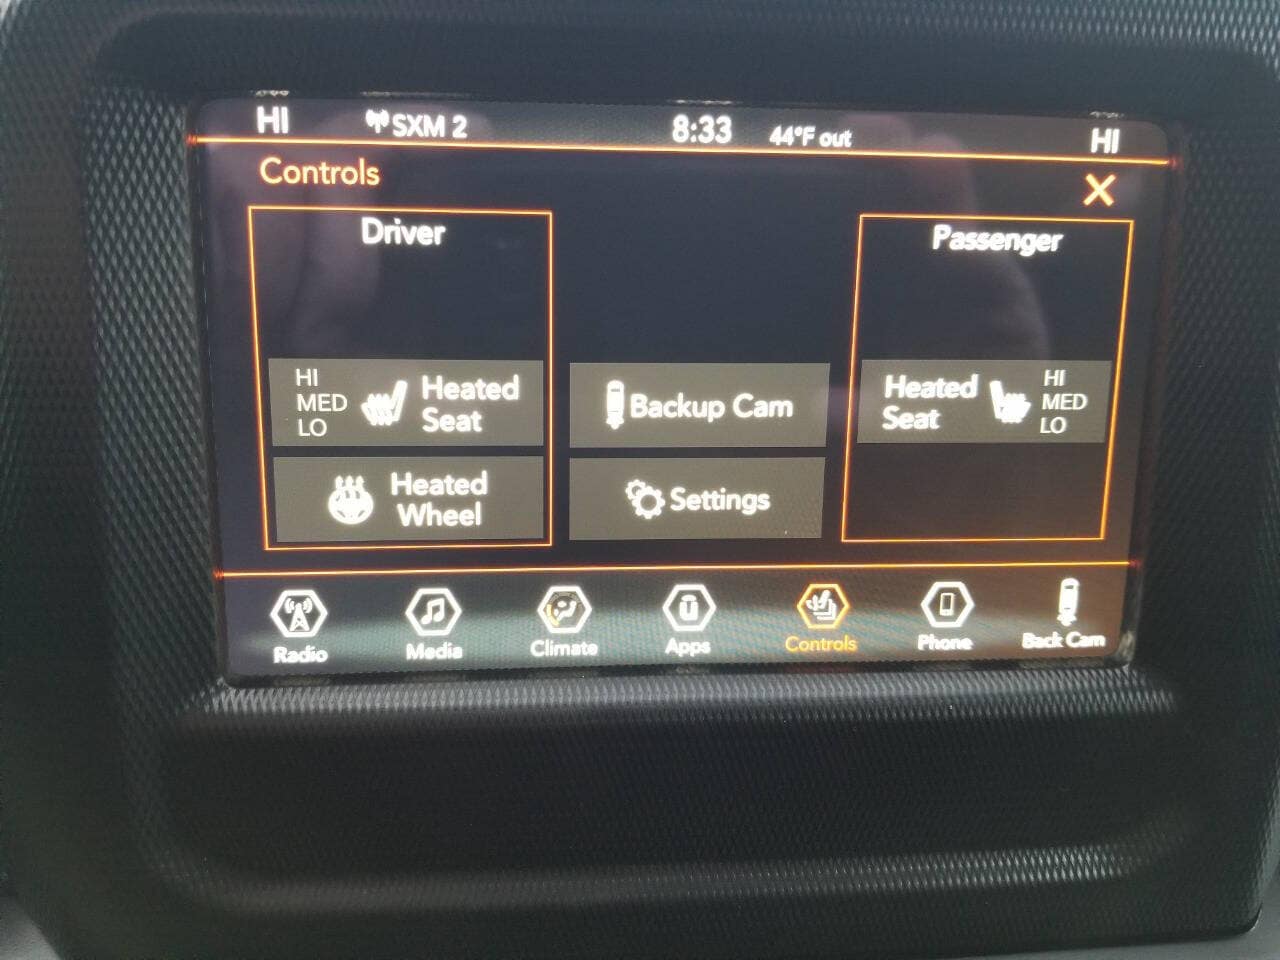 HI SXM 2 8:33 44°F out HI
Controls X
Driver
Passenger
HI
MED
LO
Heated
Seat
Backup Cam
Heated
Seat
HI
MED
LO
Heated
Wheel
Settings
Radio Media Climate Apps Controls Phone Back Cam